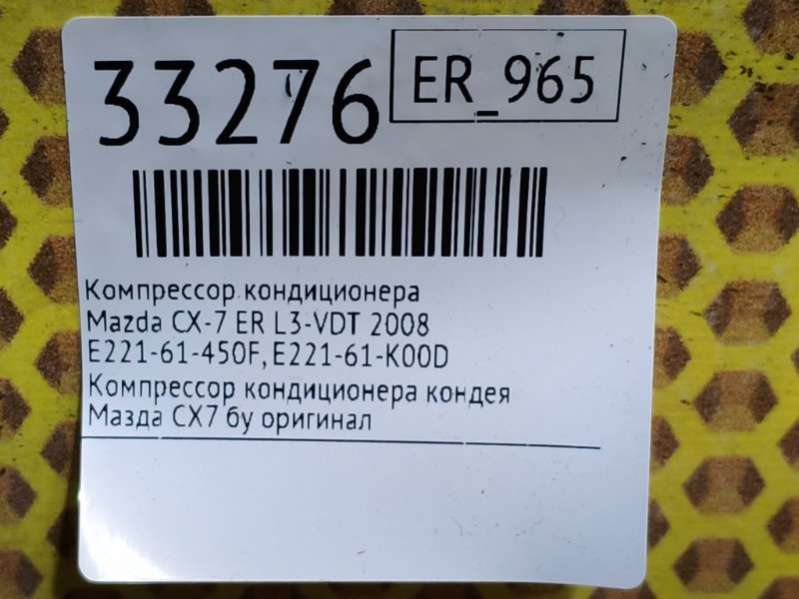 33276
ER_965
Компрессор кондиционера
Mazda CX-7 ER L3-VDT 2008
E221-61-450F, E221-61-K00D
Компрессор кондиционера кондея
Мазда СХ7 бу оригинал